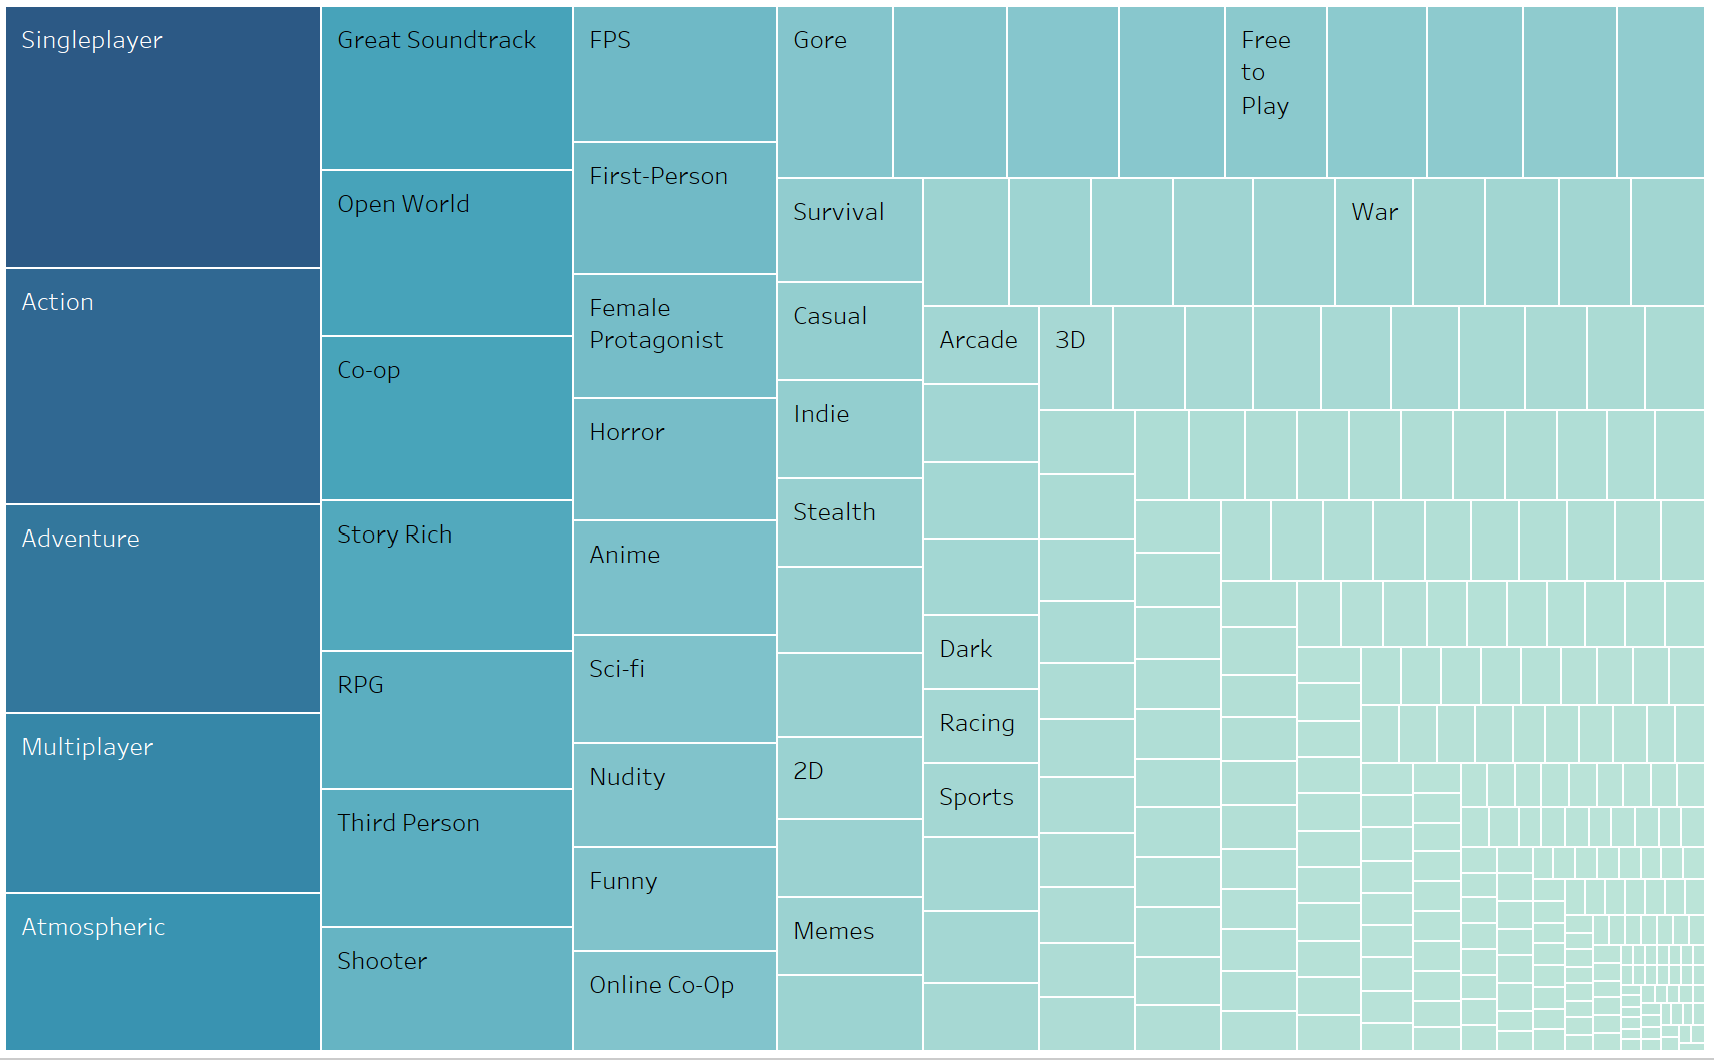 Singleplayer
Action
Adventure
Multiplayer
Atmospheric
Great Soundtrack
Open World
Co-op
Story Rich
RPG
Third Person
Shooter
FPS
First-Person
Female
Protagonist
Horror
Anime
Sci-fi
Nudity
Funny
Online Co-Op
Gore
Free
to
Play
Survival
Casual
Indie
Stealth
2D
Memes
War
Arcade
Dark
Racing
Sports
3D